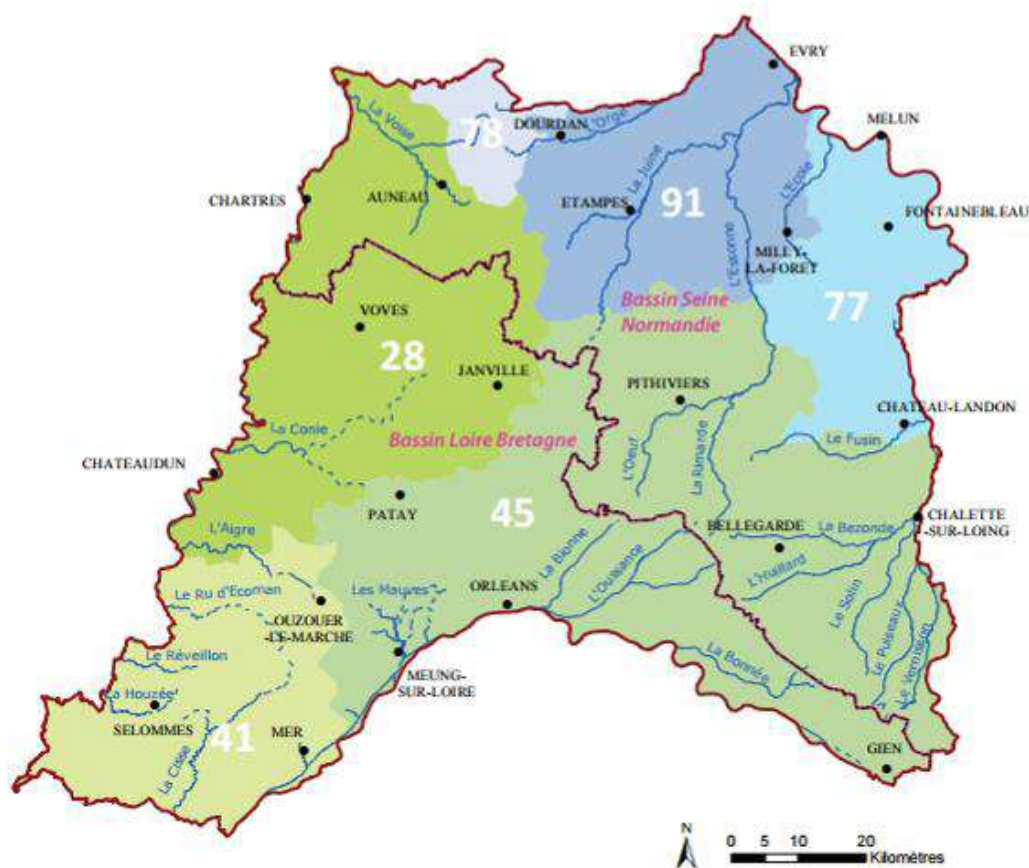 EVRY
MELUN
La Voise
78
DOURDAN
L'Orge
CHARTRES
AUNEAU
ETAMPES
La Juine
91
L'Ecole
FONTAINEBLEAU
MILLY-
LA-FORET
L'Essonne
77
Bassin Seine
Normandie
VOVES
28
JANVILLE
PITHIVIERS
CHATEAU-LANDON
Le Fusin
La Conie
Bassin Loire Bretagne
L'Oeuf
La Rimarde
CHATEAUDUN
PATAY
45
CHALETTE
-SUR-LOING
L'Aigre
BELLEGARDE
La Bezonde
La Bionne
L'Oussance
L'Huillard
Le Ru d'Ecoman
Les Mauves
ORLEANS
OUZOUER
-LE-MARCHE
Le Solin
Le Puiseaux
Le Vernisson
Le Réveillon
MEUNG-
SUR-LOIRE
La Bonnée
La Houzée
SELOMMES
41
MER
La Cisse
GIEN
N
0 5 10 20
Kilomètres